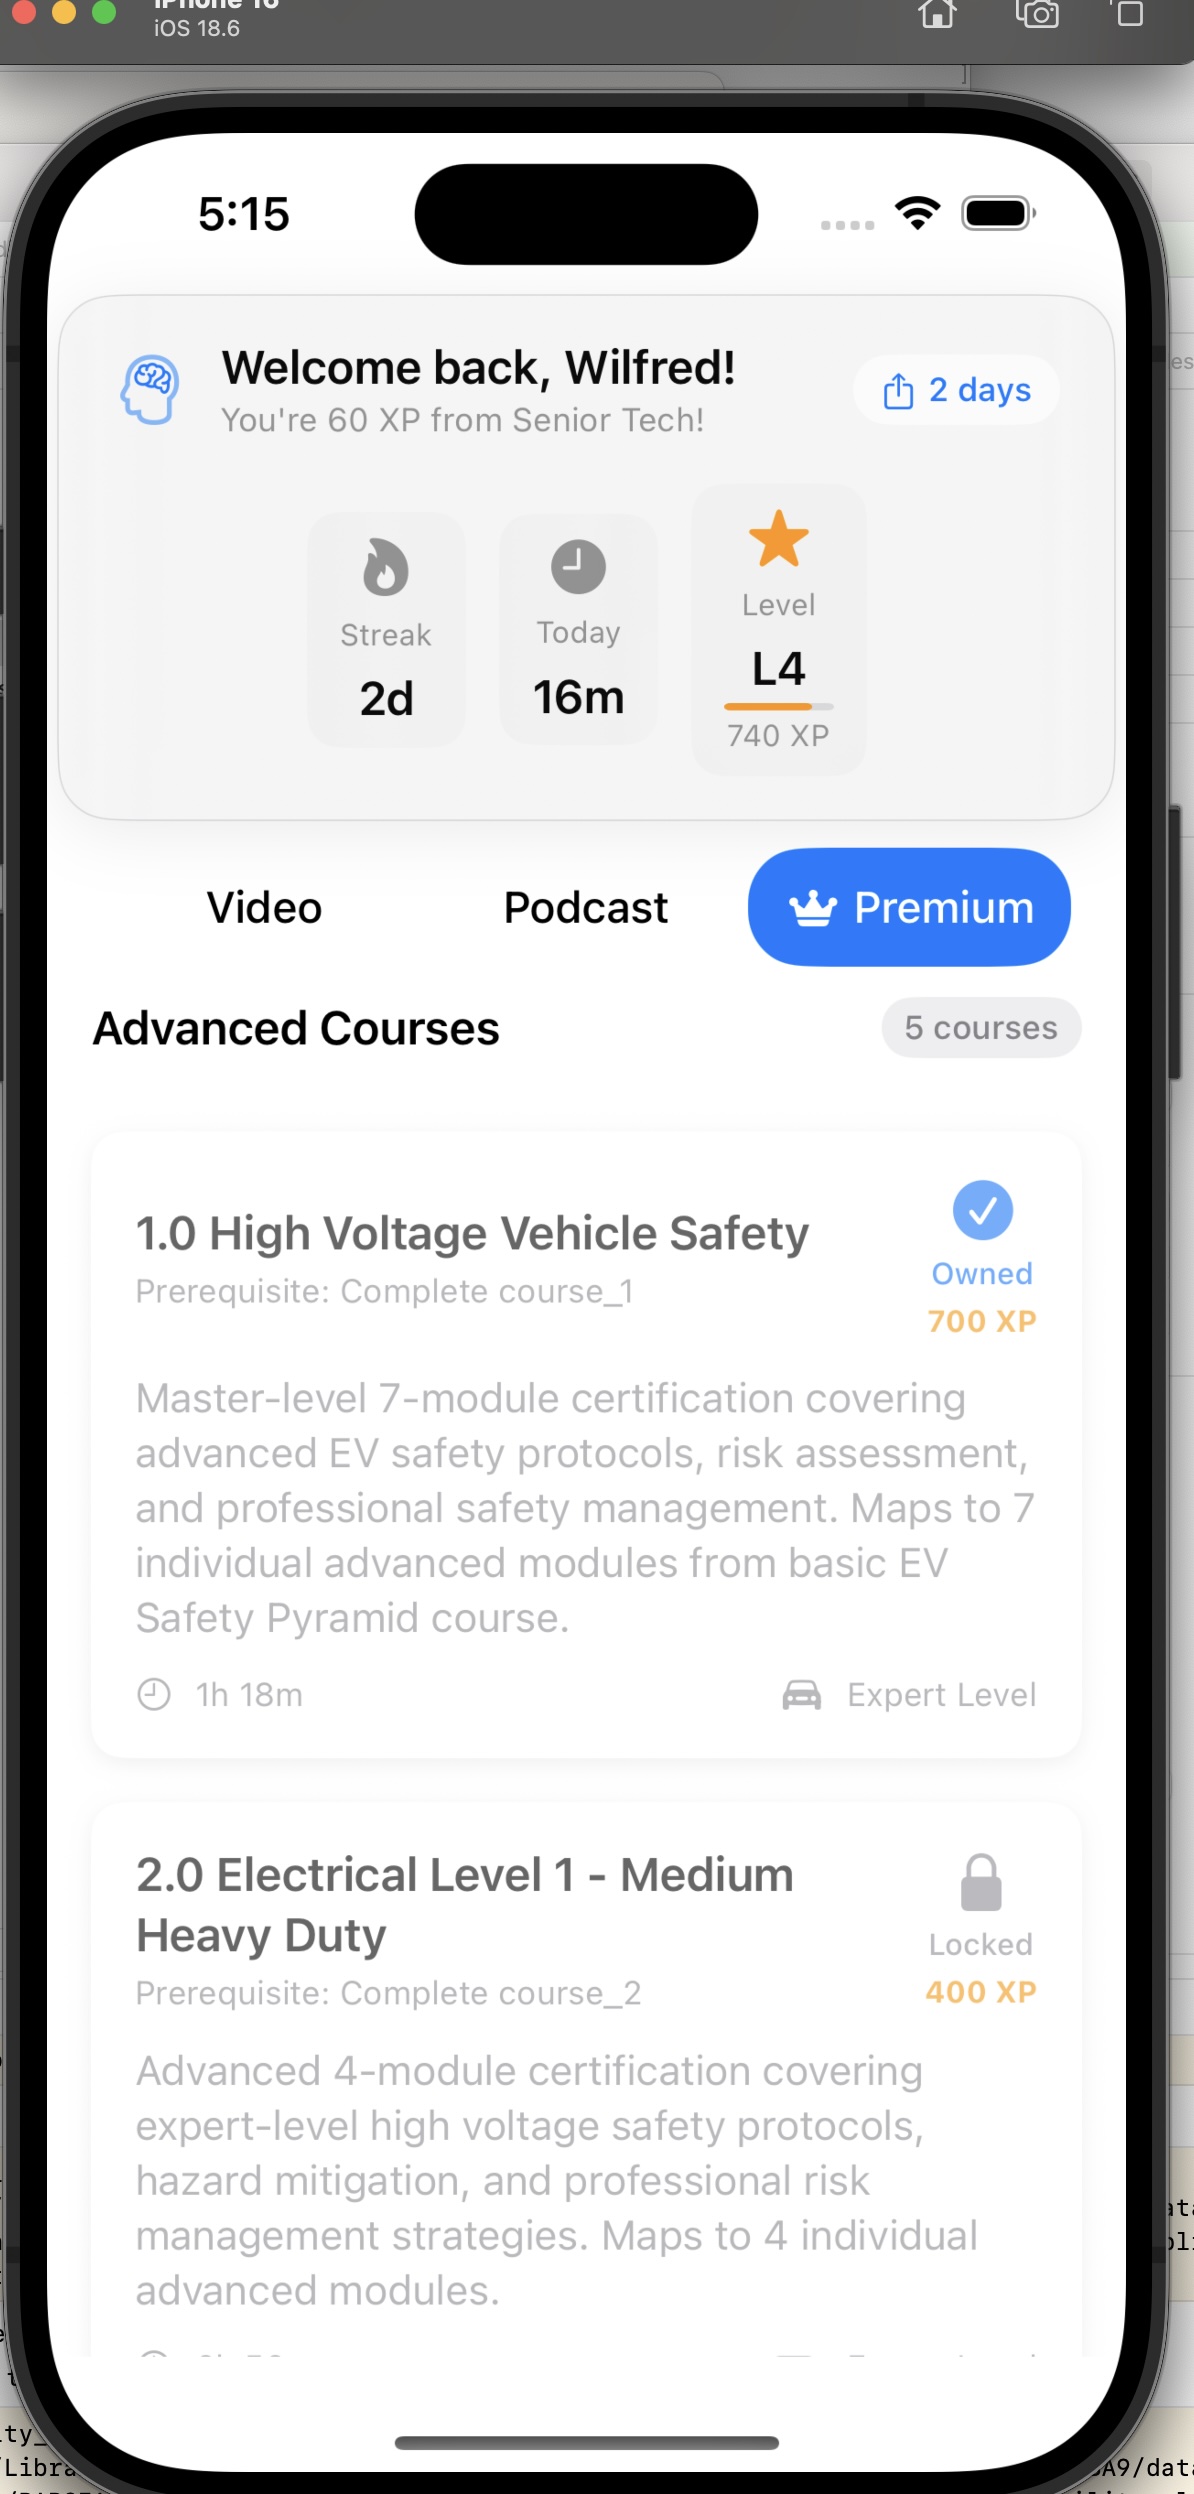 iPhone 16
iOS 18.6
5:15
Welcome back, Wilfred!
You're 60 XP from Senior Tech!
2 days
Streak
2d
Today
16m
Level
L4
740 XP
Video
Podcast
Premium
Advanced Courses
5 courses
1.0 High Voltage Vehicle Safety
Prerequisite: Complete course_1
Owned
700 XP
Master-level 7-module certification covering
advanced EV safety protocols, risk assessment,
and professional safety management. Maps to 7
individual advanced modules from basic EV
Safety Pyramid course.
1h 18m
Expert Level
2.0 Electrical Level 1 - Medium
Heavy Duty
Prerequisite: Complete course_2
Locked
400 XP
Advanced 4-module certification covering
expert-level high voltage safety protocols,
hazard mitigation, and professional risk
management strategies. Maps to 4 individual
advanced modules.